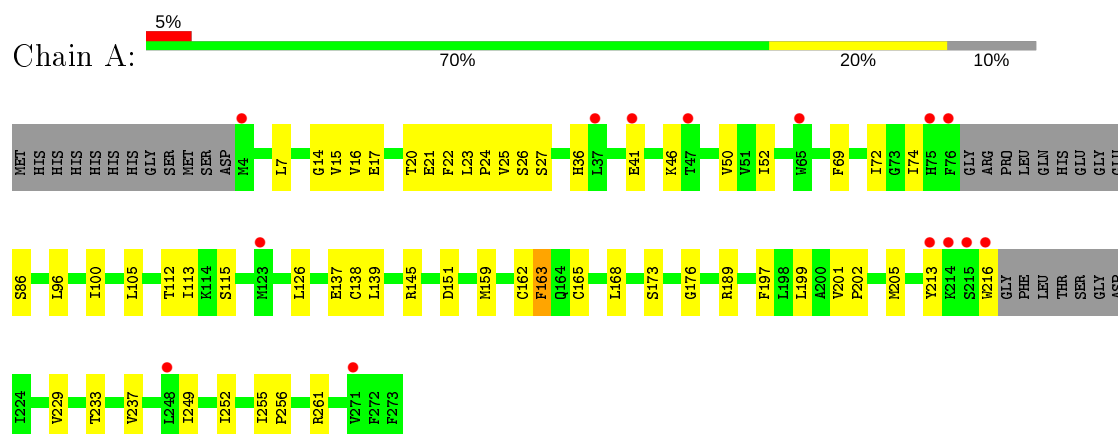 5%
Chain A:
70% 20% 10%
MET HIS HIS HIS HIS HIS HIS GLY SER MET SER ASP M4 L7 G14 V15 V16 E17 T20 E21 F22 L23 P24 V25 S26 S27 H36 L37 E41 K46 T47 V50 V51 I52 W65 F69 I72 G73 I74 H75 F76 GLY ARG PRO LEU GLN HIS GLU GLY GLU
S86 L96 I100 L105 T112 I113 K114 S115 M123 L126 E137 C138 L139 R145 D151 M159 C162 F163 Q164 C165 L168 S173 G176 R189 F197 L198 L199 A200 V201 P202 M205 Y213 K214 S215 W216 GLY PHE LEU THR SER GLY ASP
I224 V229 T233 V237 L248 I249 I252 I255 P256 R261 V271 F272 F273